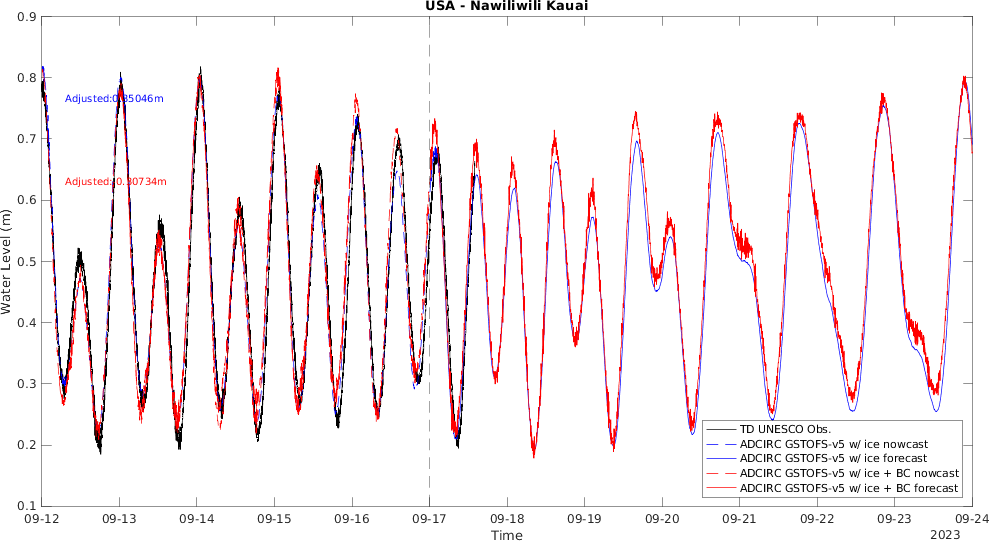 USA - Nawiliwili Kauai
0.9
0.8
0.7
0.6
0.5
0.4
0.3
0.2
0.1
Water Level (m)
m
TD UNESCO Obs.
ADCIRC GSTOFS-v5 w/ ice nowcast
ADCIRC GSTOFS-v5 w/ ice forecast
ADCIRC GSTOFS-v5 w/ ice + BC nowcast
ADCIRC GSTOFS-v5 w/ ice + BC forecast
09-12 09-13 09-14 09-15 09-16 09-17 09-18 09-19 09-20 09-21 09-22 09-23 09-24
Time
2023